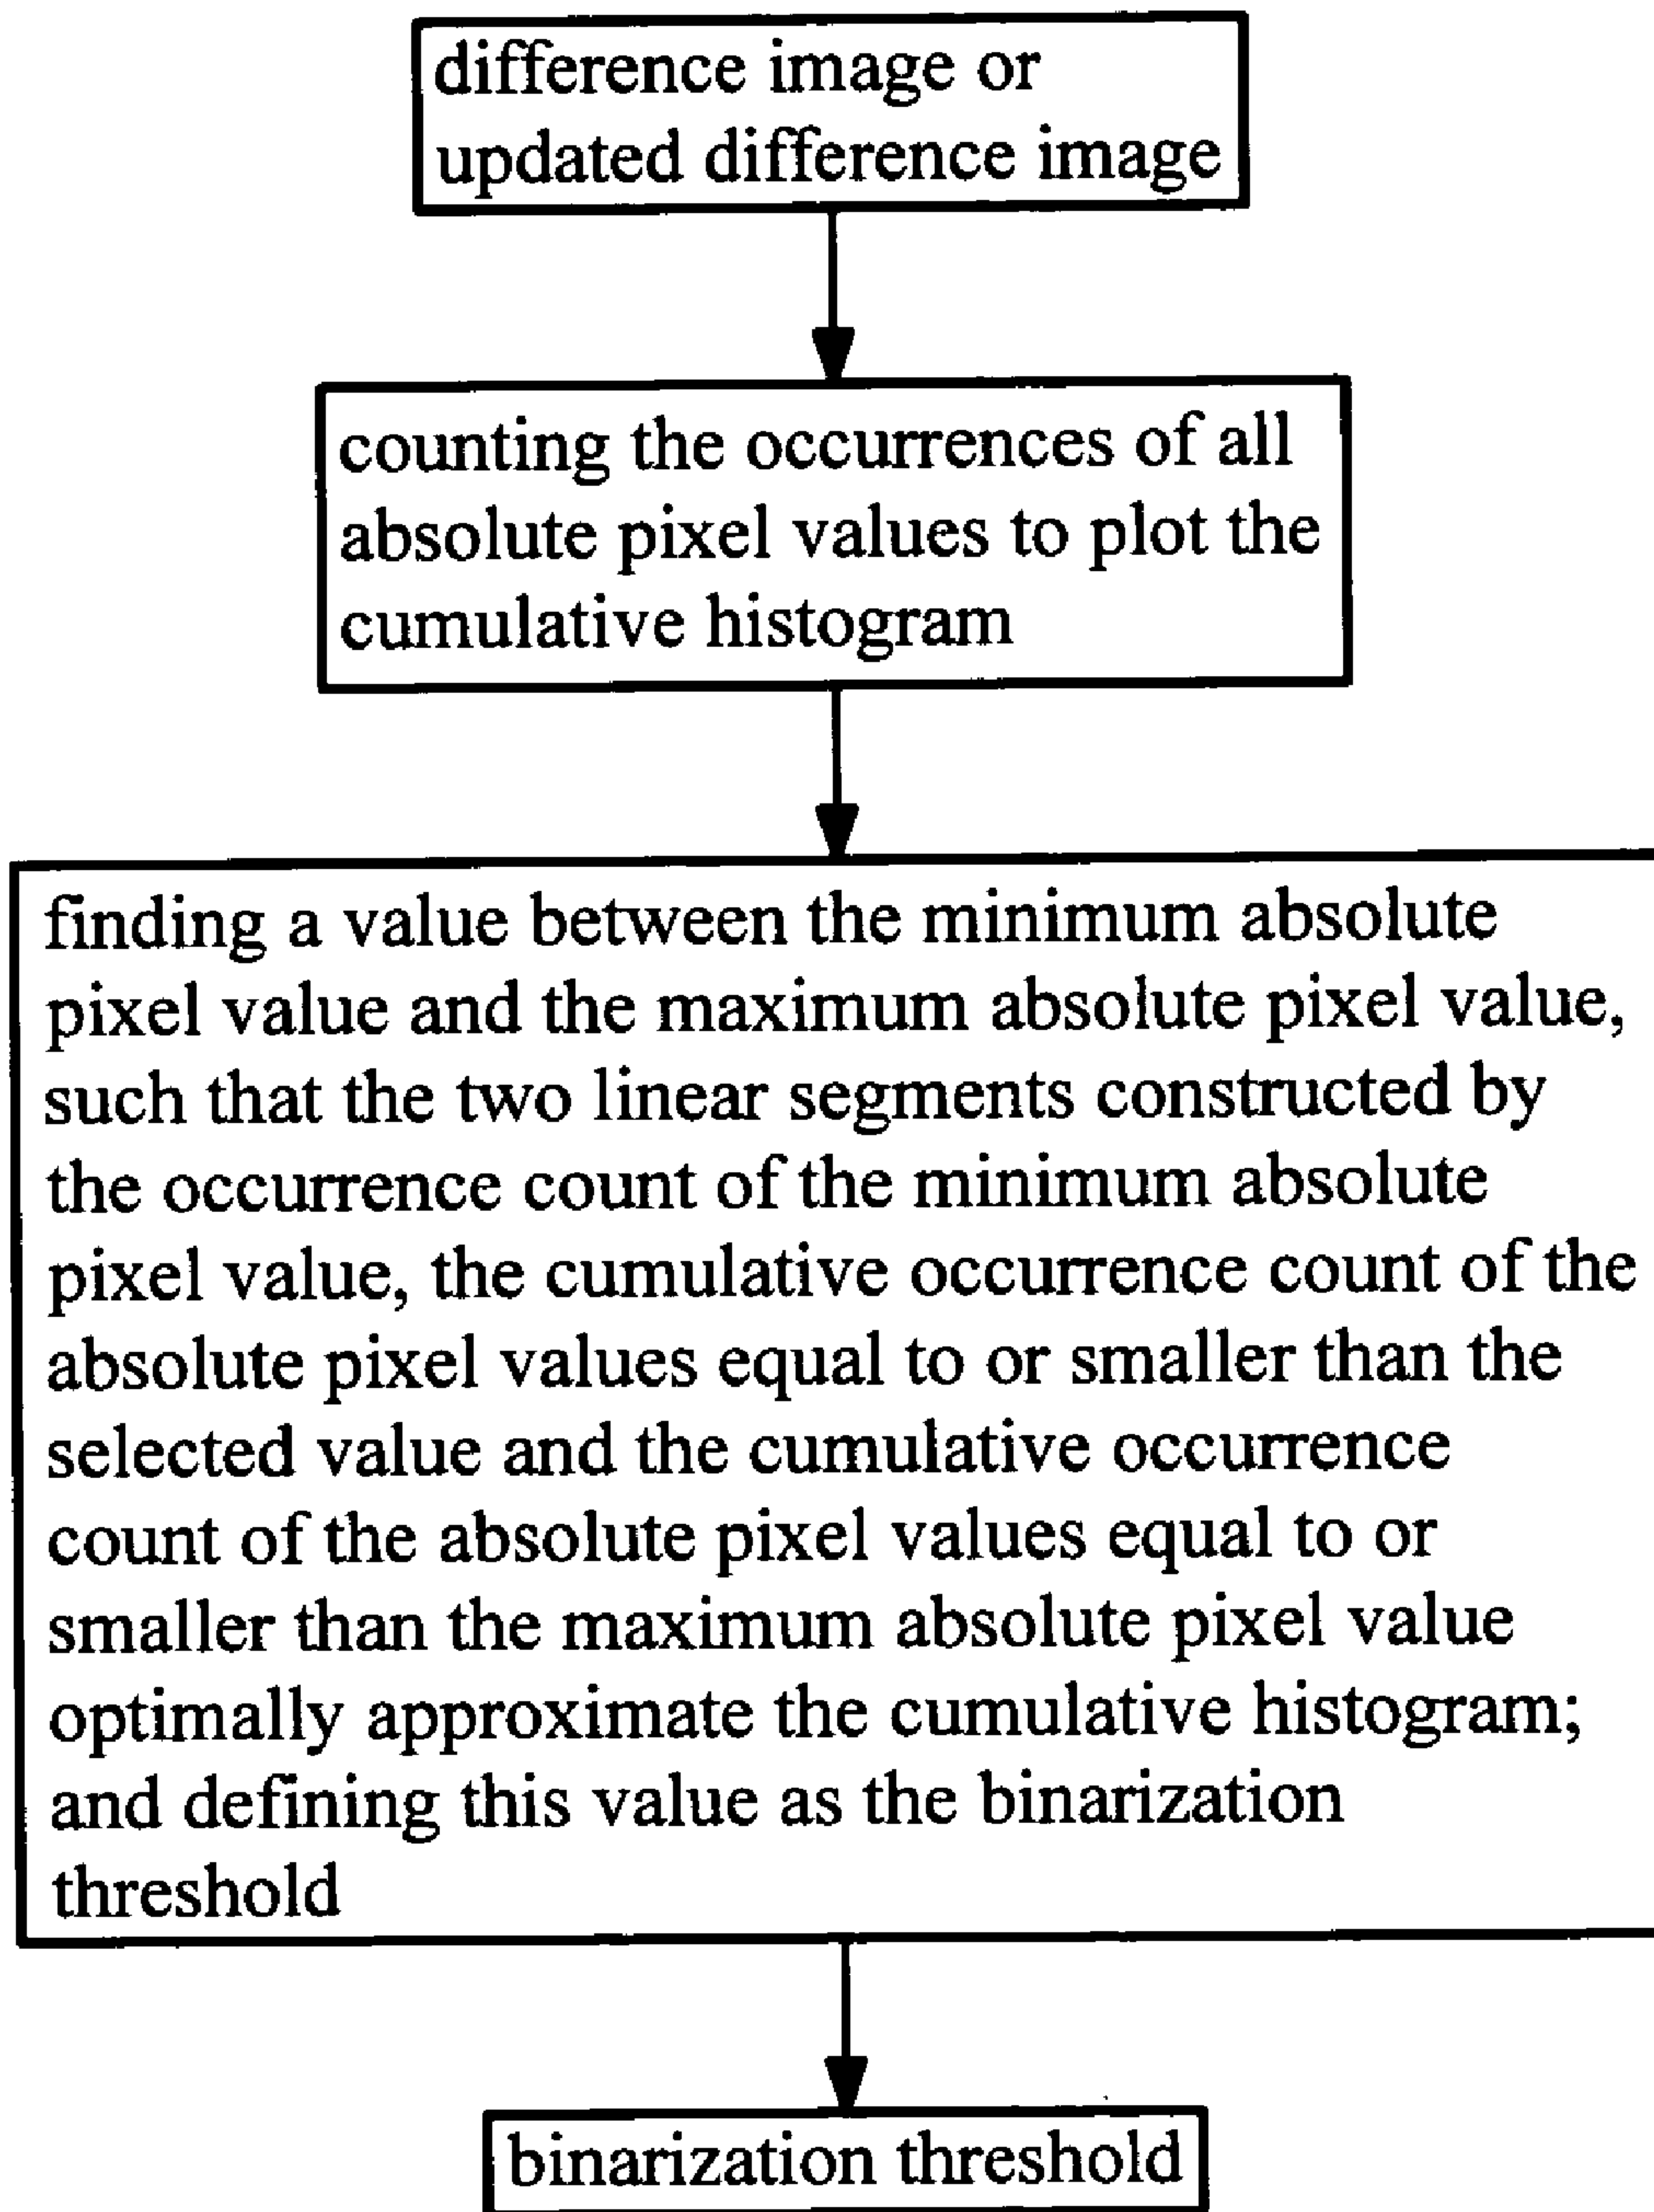 difference image or
updated difference image
counting the occurrences of all
absolute pixel values to plot the
cumulative histogram
finding a value between the minimum absolute
pixel value and the maximum absolute pixel value,
such that the two linear segments constructed by
the occurrence count of the minimum absolute
pixel value, the cumulative occurrence count of the
absolute pixel values equal to or smaller than the
selected value and the cumulative occurrence
count of the absolute pixel values equal to or
smaller than the maximum absolute pixel value
optimally approximate the cumulative histogram;
and defining this value as the binarization
threshold
binarization threshold